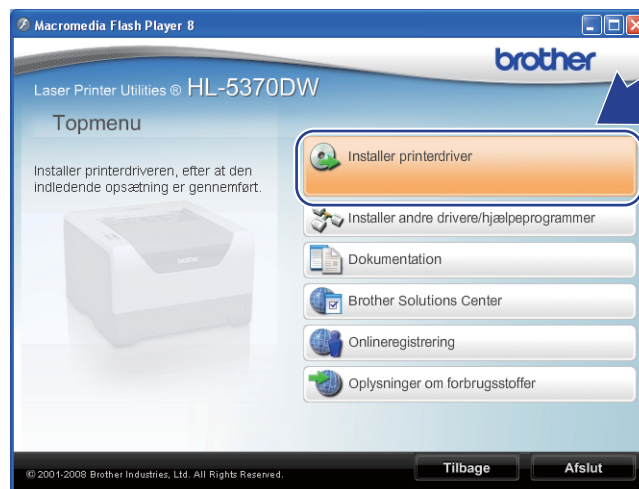 Macromedia Flash Player 8
brother
Laser Printer Utilities ® HL-5370DW
Topmenu
Installer printerdriveren, efter at den
indledende opsætning er gennemført.
brother
Installer printerdriver
Installer andre drivere/hjælpeprogrammer
Dokumentation
Brother Solutions Center
Onlineregistrering
Oplysninger om forbrugsstoffer
© 2001-2008 Brother Industries, Ltd. All Rights Reserved.
Tilbage
Afslut